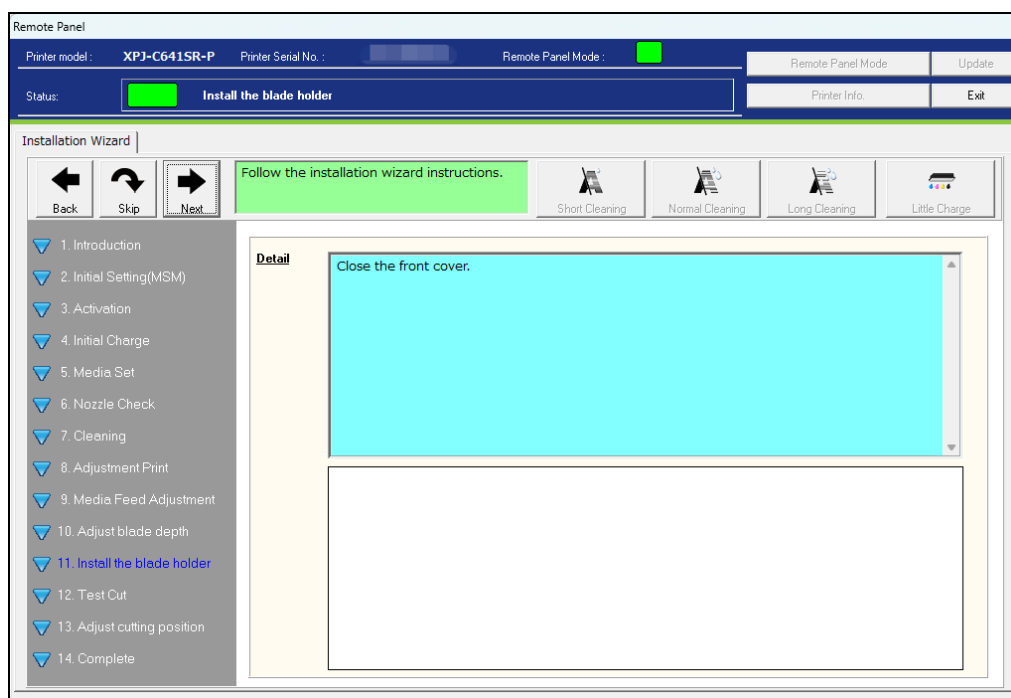 Remote Panel
Printer model : XPJ-C641SR-P Printer Serial No. : Remote Panel Mode :
Remote Panel Mode Update
Status: Install the blade holder
Printer Info. Exit
Installation Wizard
Back Skip Next
Follow the installation wizard instructions.
Short Cleaning Normal Cleaning Long Cleaning Little Charge
1. Introduction
2. Initial Setting(MSM)
3. Activation
4. Initial Charge
5. Media Set
6. Nozzle Check
7. Cleaning
8. Adjustment Print
9. Media Feed Adjustment
10. Adjust blade depth
11. Install the blade holder
12. Test Cut
13. Adjust cutting position
14. Complete
Detail
Close the front cover.